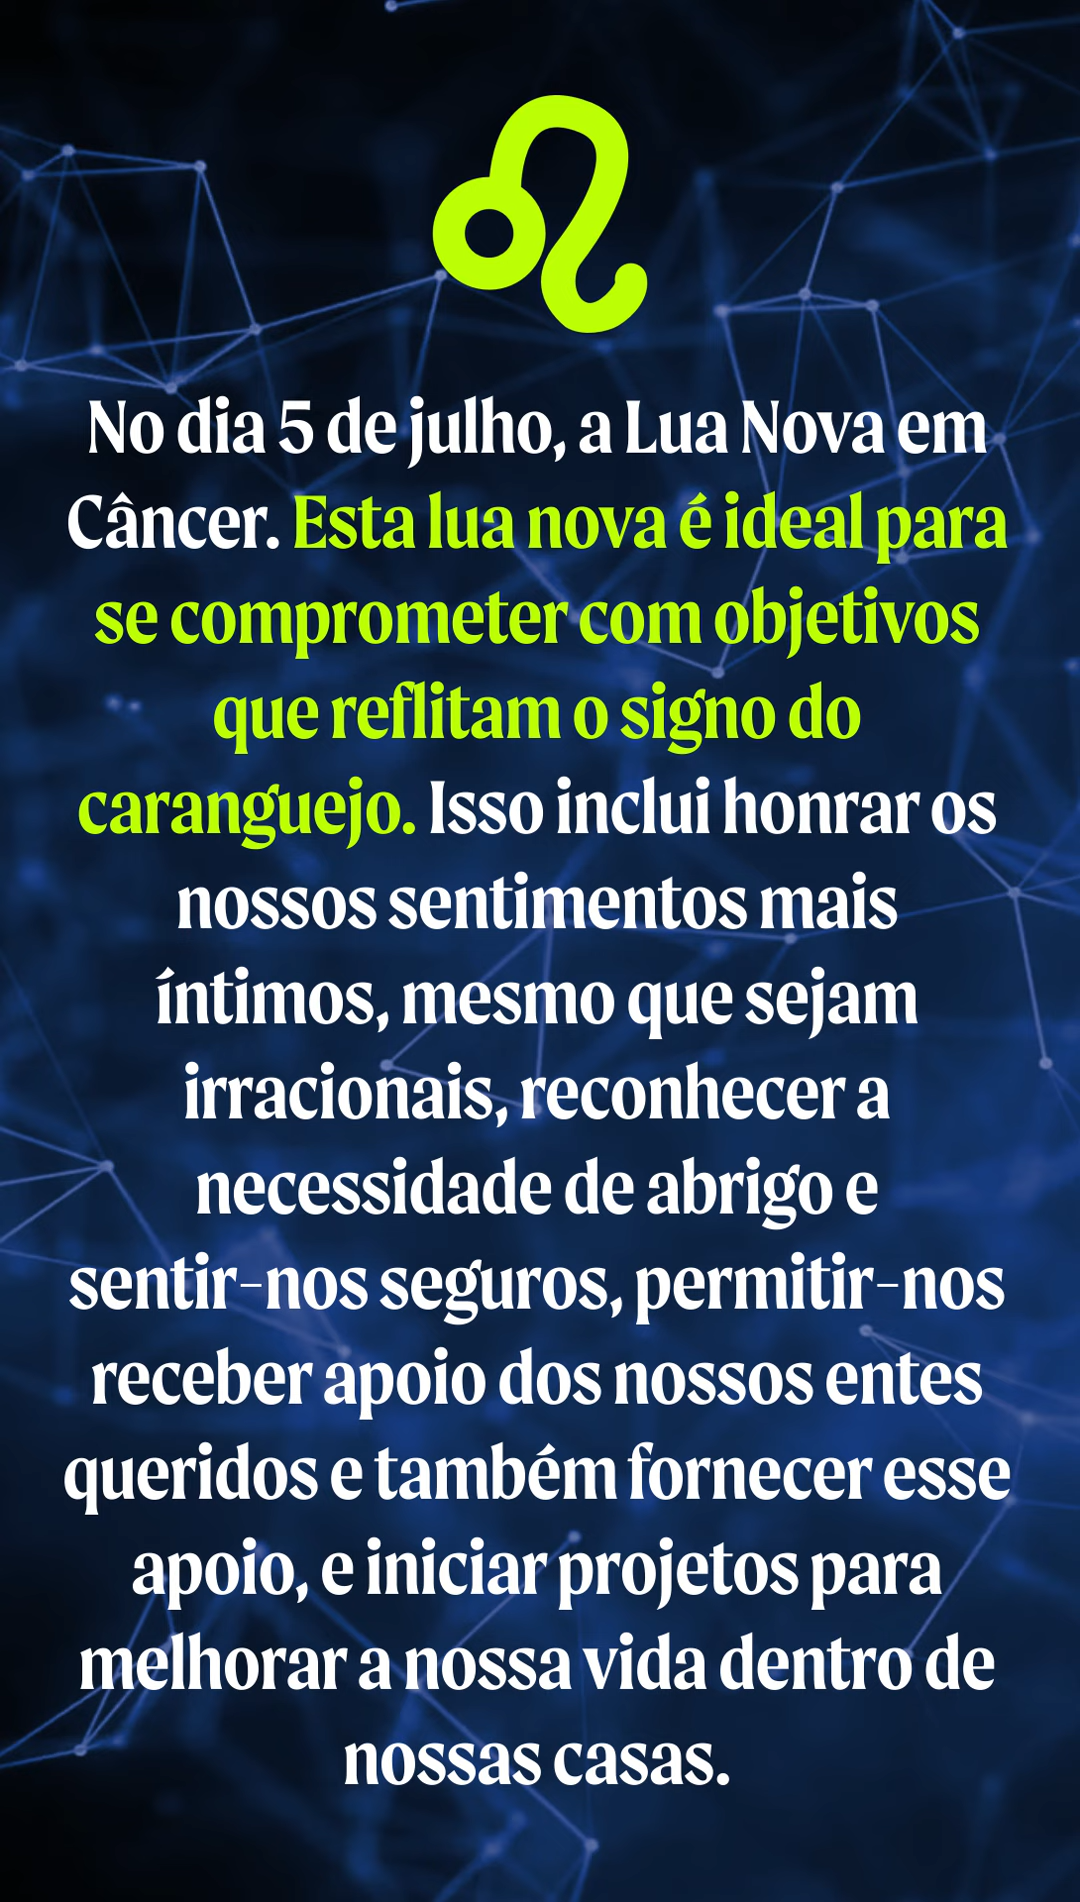 No dia 5 de julho, a Lua Nova em
Câncer. Esta lua nova é ideal para
se comprometer com objetivos
que reflitam o signo do
caranguejo. Isso inclui honrar os
nossos sentimentos mais
íntimos, mesmo que sejam
irracionais, reconhecer a
necessidade de abrigo e
sentir-nos seguros, permitir-nos
receber apoio dos nossos entes
queridos e também fornecer esse
apoio, e iniciar projetos para
melhorar a nossa vida dentro de
nossas casas.